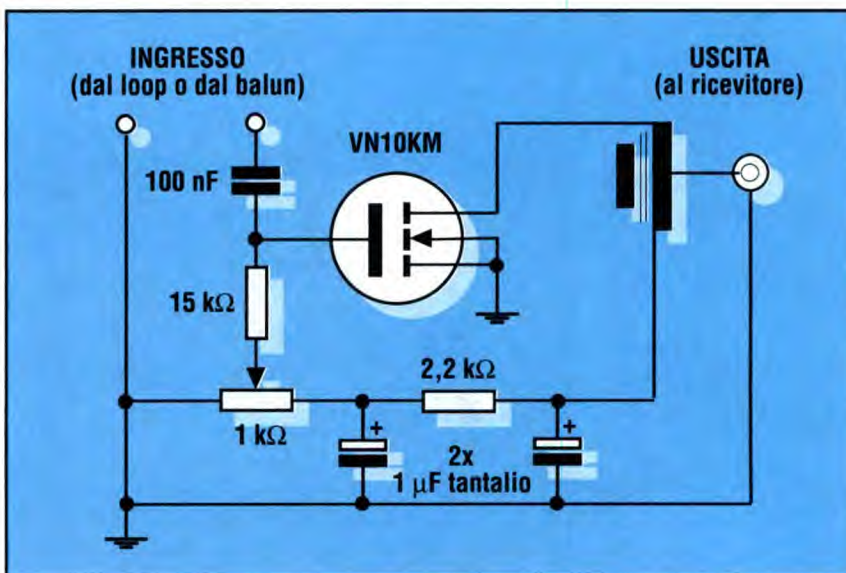 INGRESSO
(dal loop o dal balun)
USCITA
(al ricevitore)
VN10KM
100 nF
15 kΩ
2,2 kΩ
1 kΩ
+
+
2x
1 µF tantalio